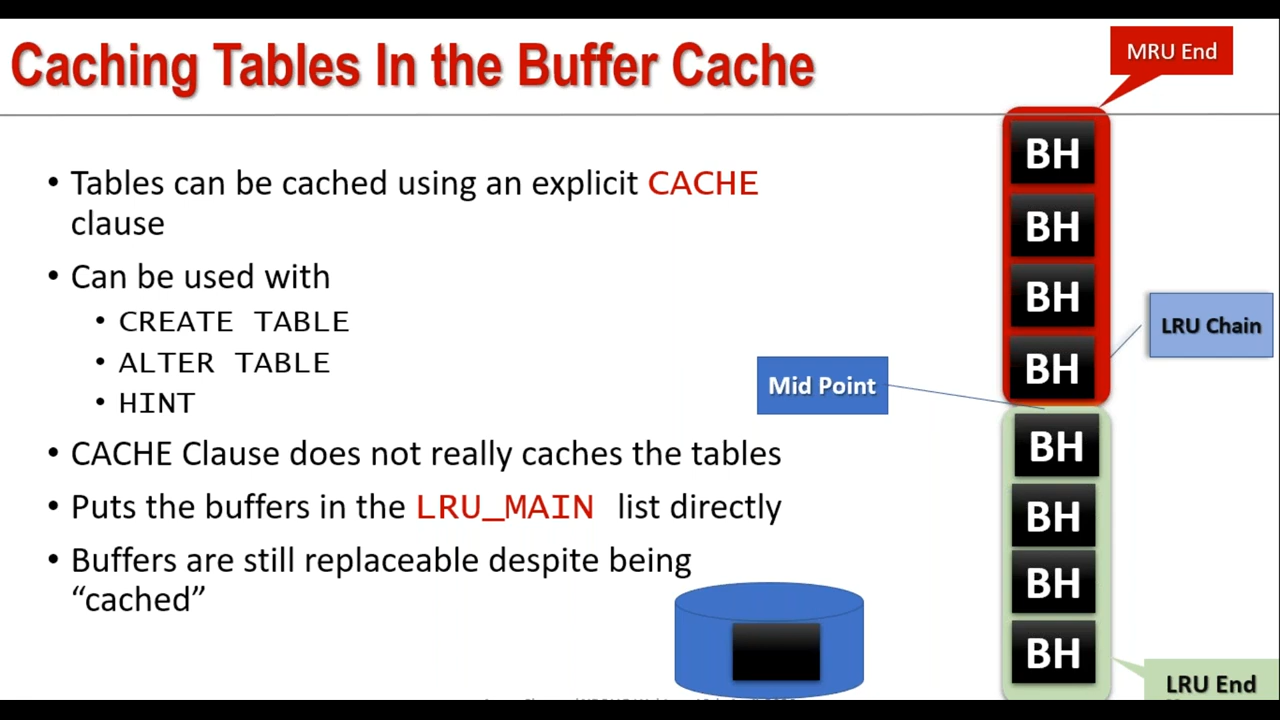 Caching Tables In the Buffer Cache
MRU End
• Tables can be cached using an explicit CACHE
clause
• Can be used with
• CREATE TABLE
• ALTER TABLE
• HINT
• CACHE Clause does not really caches the tables
• Puts the buffers in the LRU_MAIN list directly
• Buffers are still replaceable despite being
“cached”
BH
BH
BH
BH
LRU Chain
Mid Point
BH
BH
BH
BH
LRU End